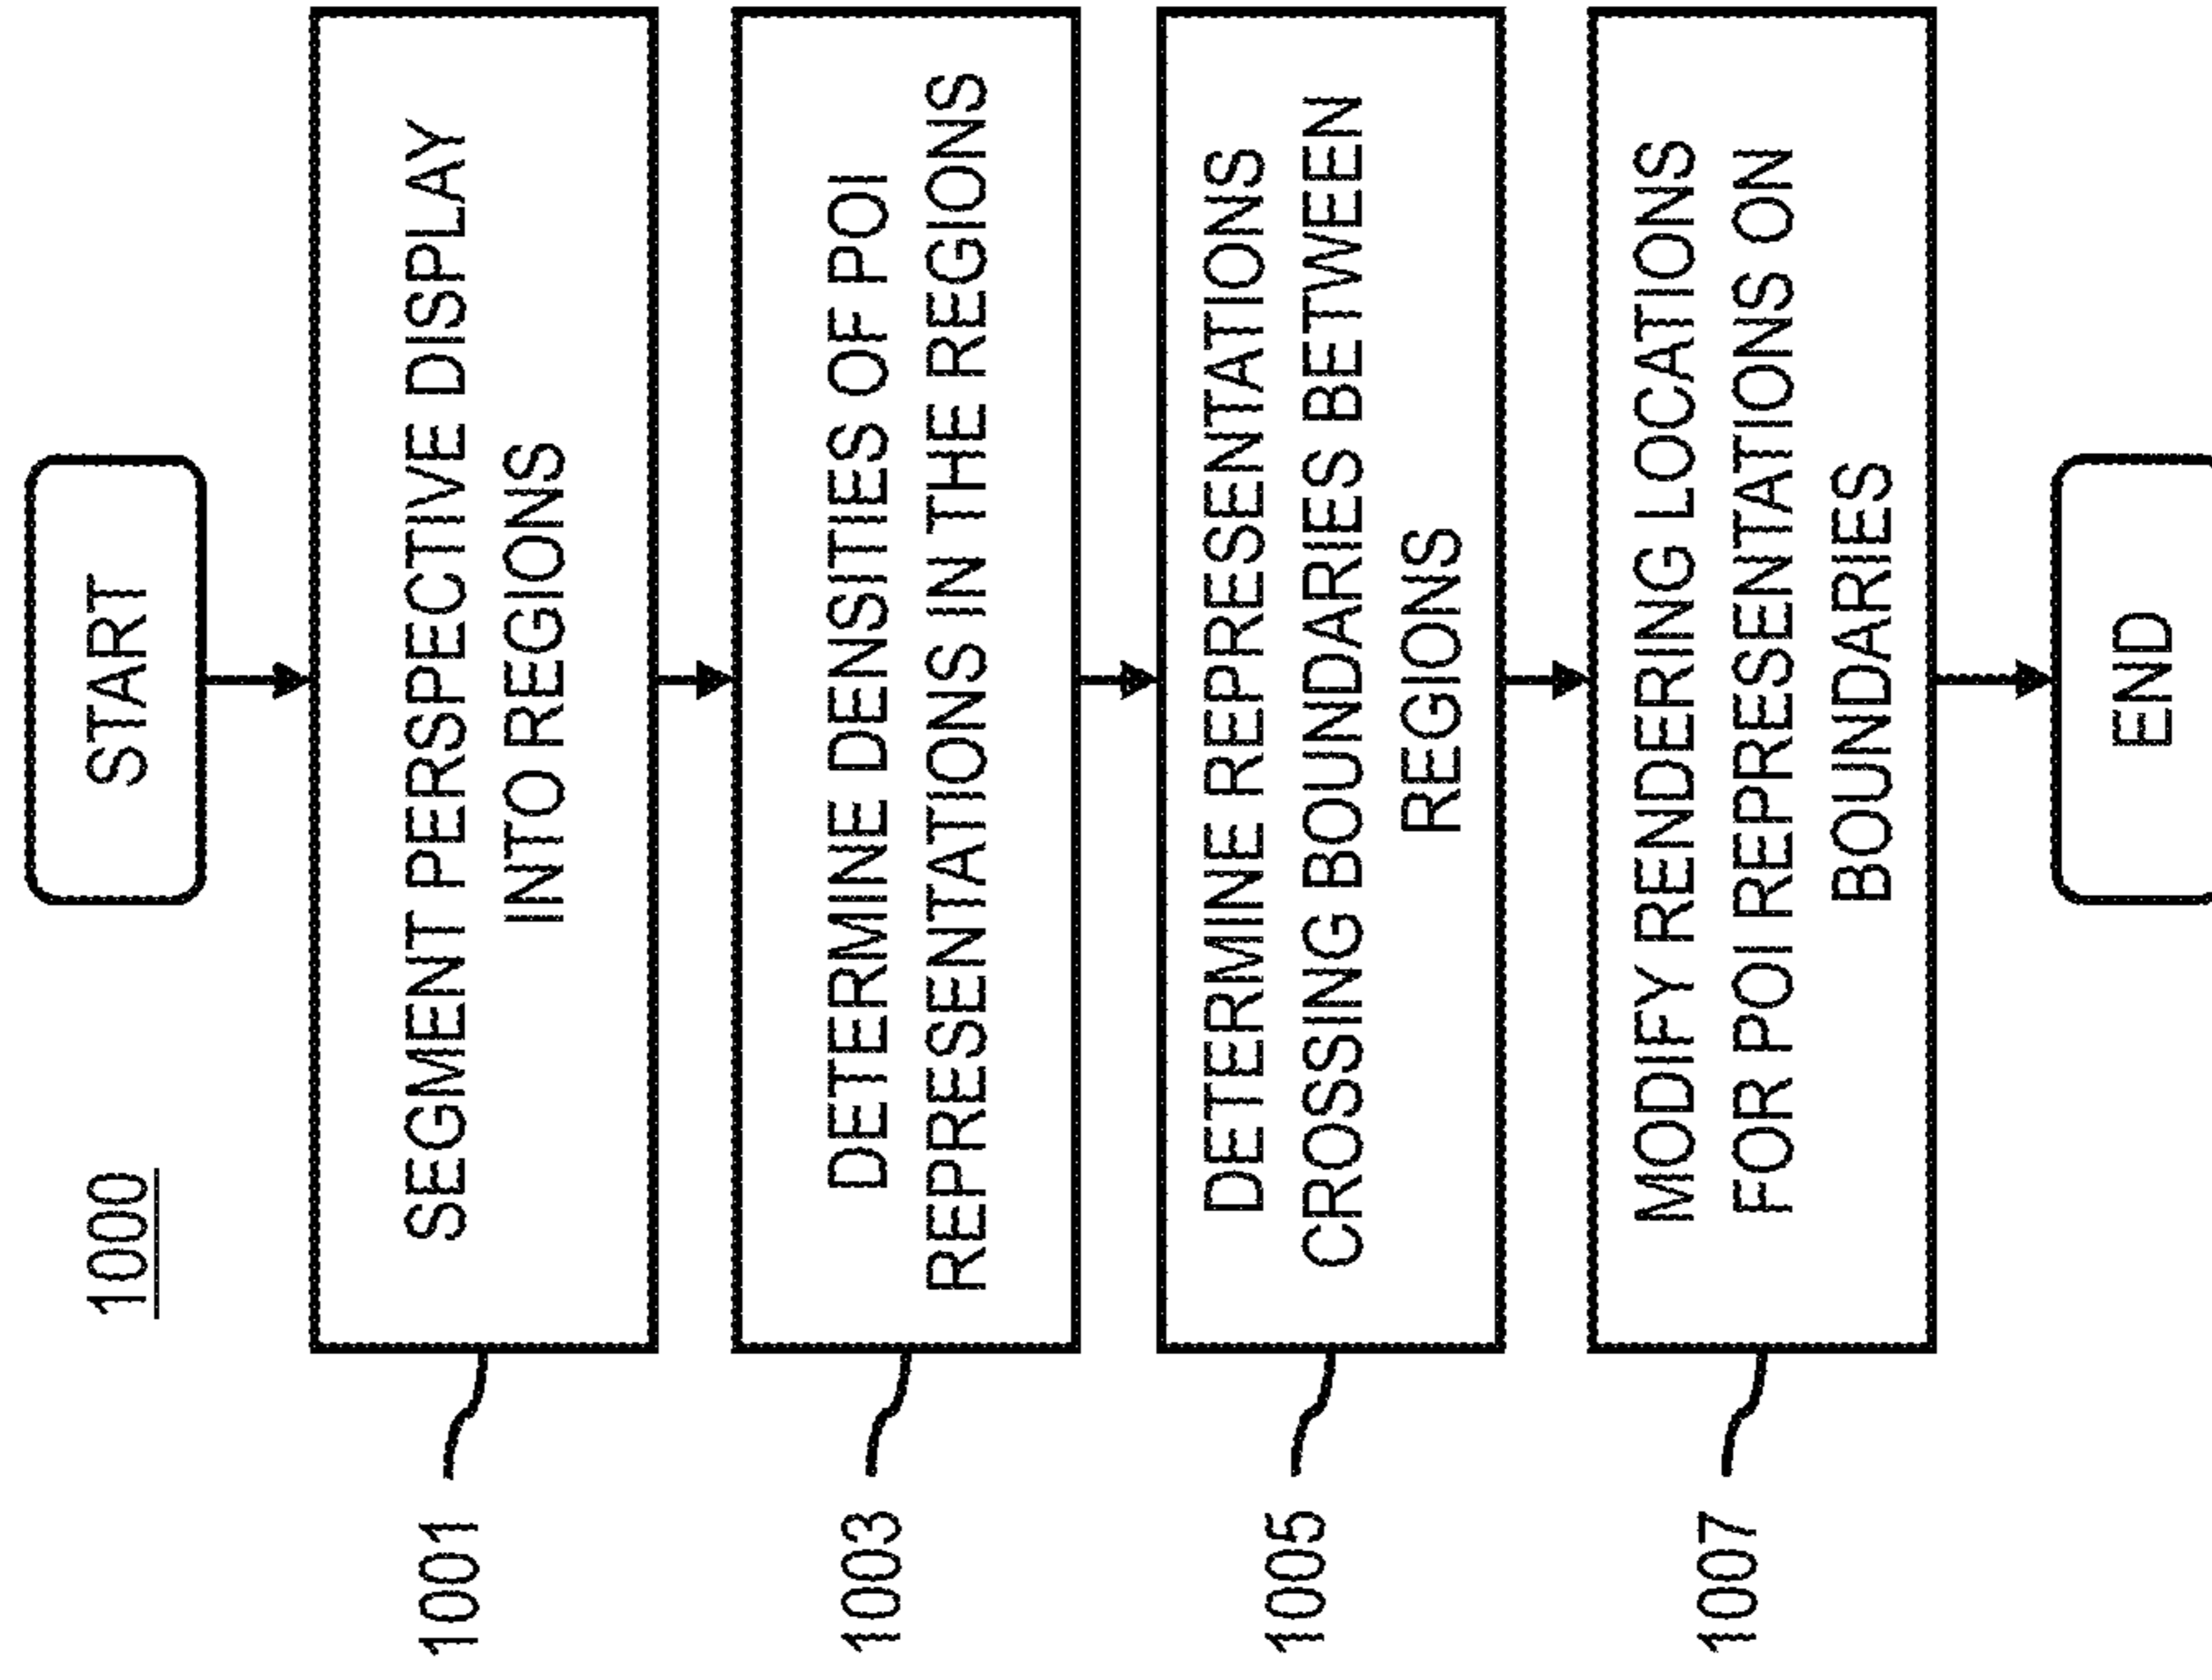 1000
START
1001
SEGMENT PERSPECTIVE DISPLAY
INTO REGIONS
1003
DETERMINE DENSITIES OF POI
REPRESENTATIONS IN THE REGIONS
1005
DETERMINE REPRESENTATIONS
CROSSING BOUNDARIES BETWEEN
REGIONS
1007
MODIFY RENDERING LOCATIONS
FOR POI REPRESENTATIONS ON
BOUNDARIES
END